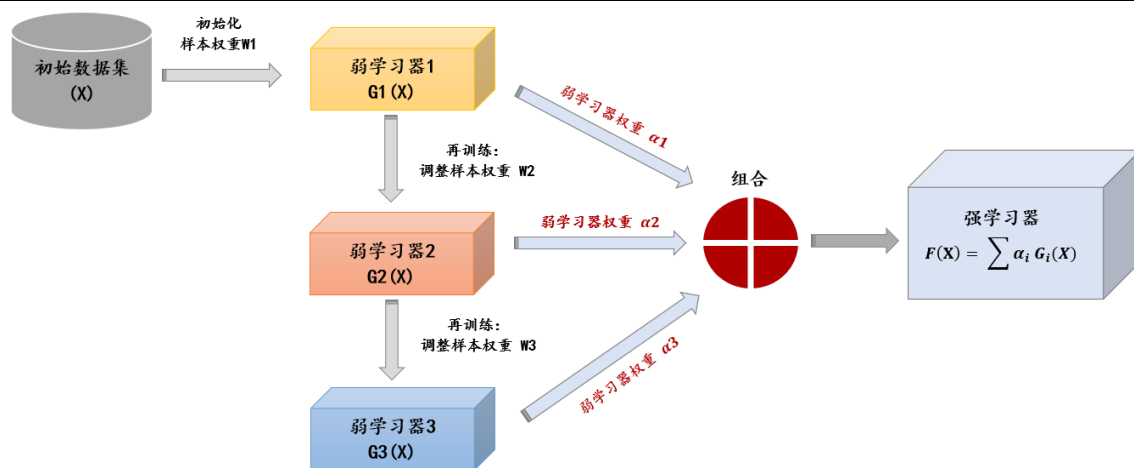 初始数据集
(X)
初始化
样本权重W1
弱学习器1
G1(X)
弱学习器权重 α1
再训练：
调整样本权重 W2
组合
弱学习器2
G2(X)
弱学习器权重 α2
强学习器
F(X) = ∑ αᵢ Gᵢ(X)
再训练：
调整样本权重 W3
弱学习器权重 α3
弱学习器3
G3(X)